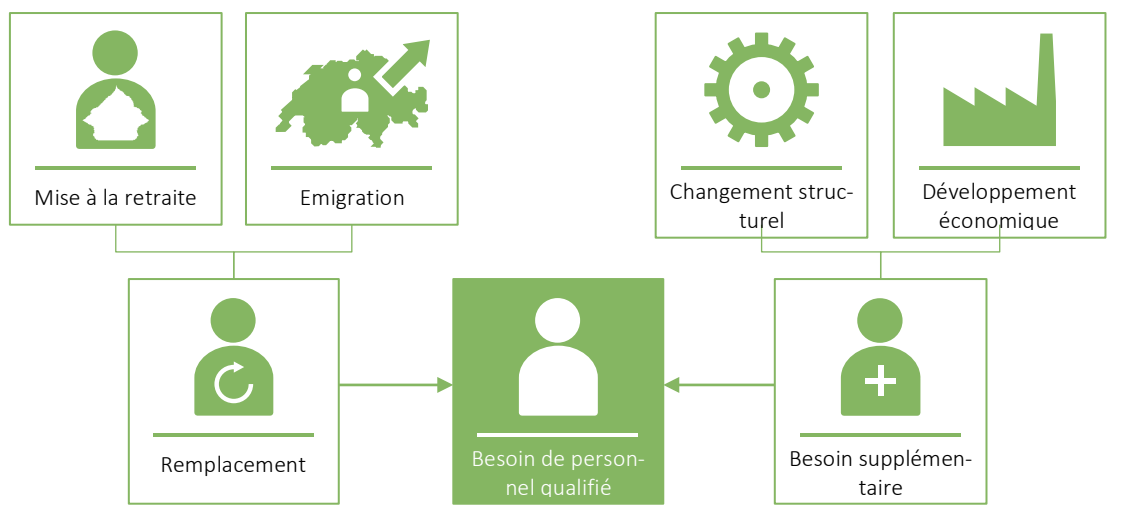 Mise à la retraite
Emigration
Changement struc-
turel
Développement
économique
Remplacement
Besoin de person-
nel qualifié
Besoin supplémen-
taire